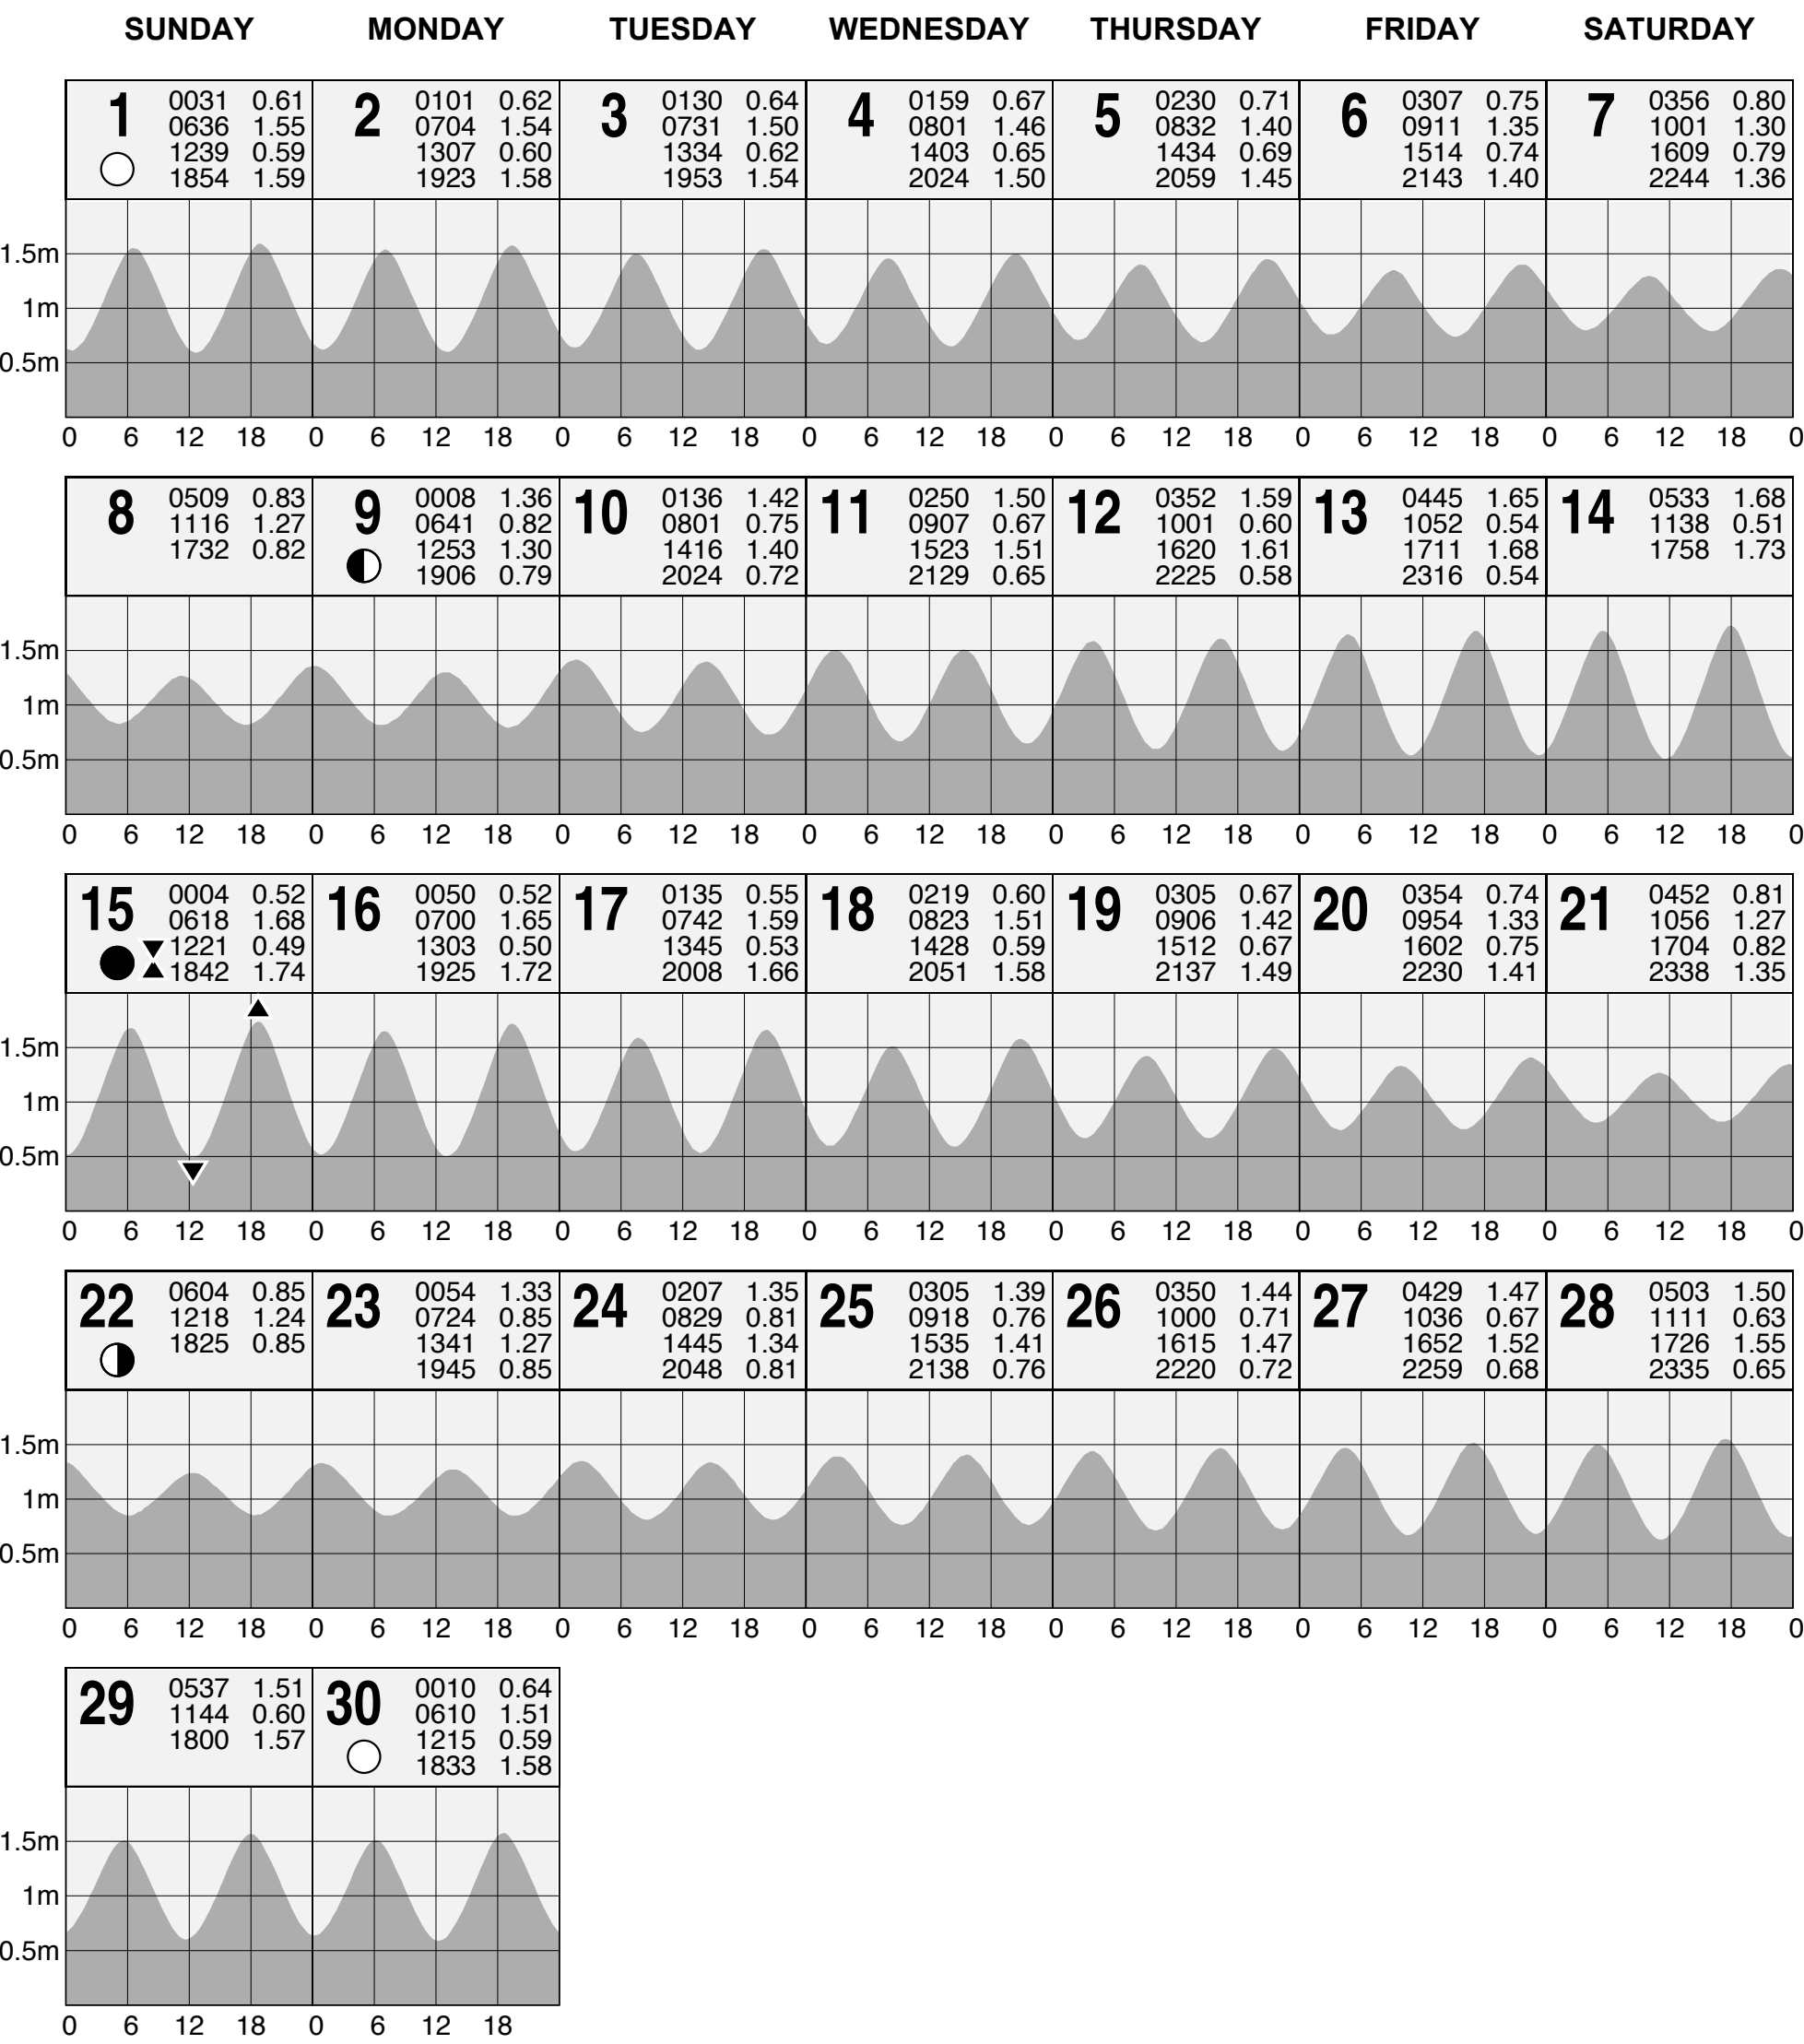 SUNDAY MONDAY TUESDAY WEDNESDAY THURSDAY FRIDAY SATURDAY
1 0031 0.61
0636 1.55
1239 0.59
1854 1.59
2 0101 0.62
0704 1.54
1307 0.60
1923 1.58
3 0130 0.64
0731 1.50
1334 0.62
1953 1.54
4 0159 0.67
0801 1.46
1403 0.65
2024 1.50
5 0230 0.71
0832 1.40
1434 0.69
2059 1.45
6 0307 0.75
0911 1.35
1514 0.74
2143 1.40
7 0356 0.80
1001 1.30
1609 0.79
2244 1.36
1.5m
1m
0.5m
0 6 12 18 0 6 12 18 0 6 12 18 0 6 12 18 0 6 12 18 0 6 12 18 0 6 12 18 0
8 0509 0.83
1116 1.27
1732 0.82
9 0008 1.36
0641 0.82
1253 1.30
1906 0.79
10 0136 1.42
0801 0.75
1416 1.40
2024 0.72
11 0250 1.50
0907 0.67
1523 1.51
2129 0.65
12 0352 1.59
1001 0.60
1620 1.61
2225 0.58
13 0445 1.65
1052 0.54
1711 1.68
2316 0.54
14 0533 1.68
1138 0.51
1758 1.73
1.5m
1m
0.5m
0 6 12 18 0 6 12 18 0 6 12 18 0 6 12 18 0 6 12 18 0 6 12 18 0 6 12 18 0
15 0004 0.52
0618 1.68
1221 0.49
1842 1.74
16 0050 0.52
0700 1.65
1303 0.50
1925 1.72
17 0135 0.55
0742 1.59
1345 0.53
2008 1.66
18 0219 0.60
0823 1.51
1428 0.59
2051 1.58
19 0305 0.67
0906 1.42
1512 0.67
2137 1.49
20 0354 0.74
0954 1.33
1602 0.75
2230 1.41
21 0452 0.81
1056 1.27
1704 0.82
2338 1.35
1.5m
1m
0.5m
0 6 12 18 0 6 12 18 0 6 12 18 0 6 12 18 0 6 12 18 0 6 12 18 0 6 12 18 0
22 0604 0.85
1218 1.24
1825 0.85
23 0054 1.33
0724 0.85
1341 1.27
1945 0.85
24 0207 1.35
0829 0.81
1445 1.34
2048 0.81
25 0305 1.39
0918 0.76
1535 1.41
2138 0.76
26 0350 1.44
1000 0.71
1615 1.47
2220 0.72
27 0429 1.47
1036 0.67
1652 1.52
2259 0.68
28 0503 1.50
1111 0.63
1726 1.55
2335 0.65
1.5m
1m
0.5m
0 6 12 18 0 6 12 18 0 6 12 18 0 6 12 18 0 6 12 18 0 6 12 18 0 6 12 18 0
29 0537 1.51
1144 0.60
1800 1.57
30 0010 0.64
0610 1.51
1215 0.59
1833 1.58
1.5m
1m
0.5m
0 6 12 18 0 6 12 18